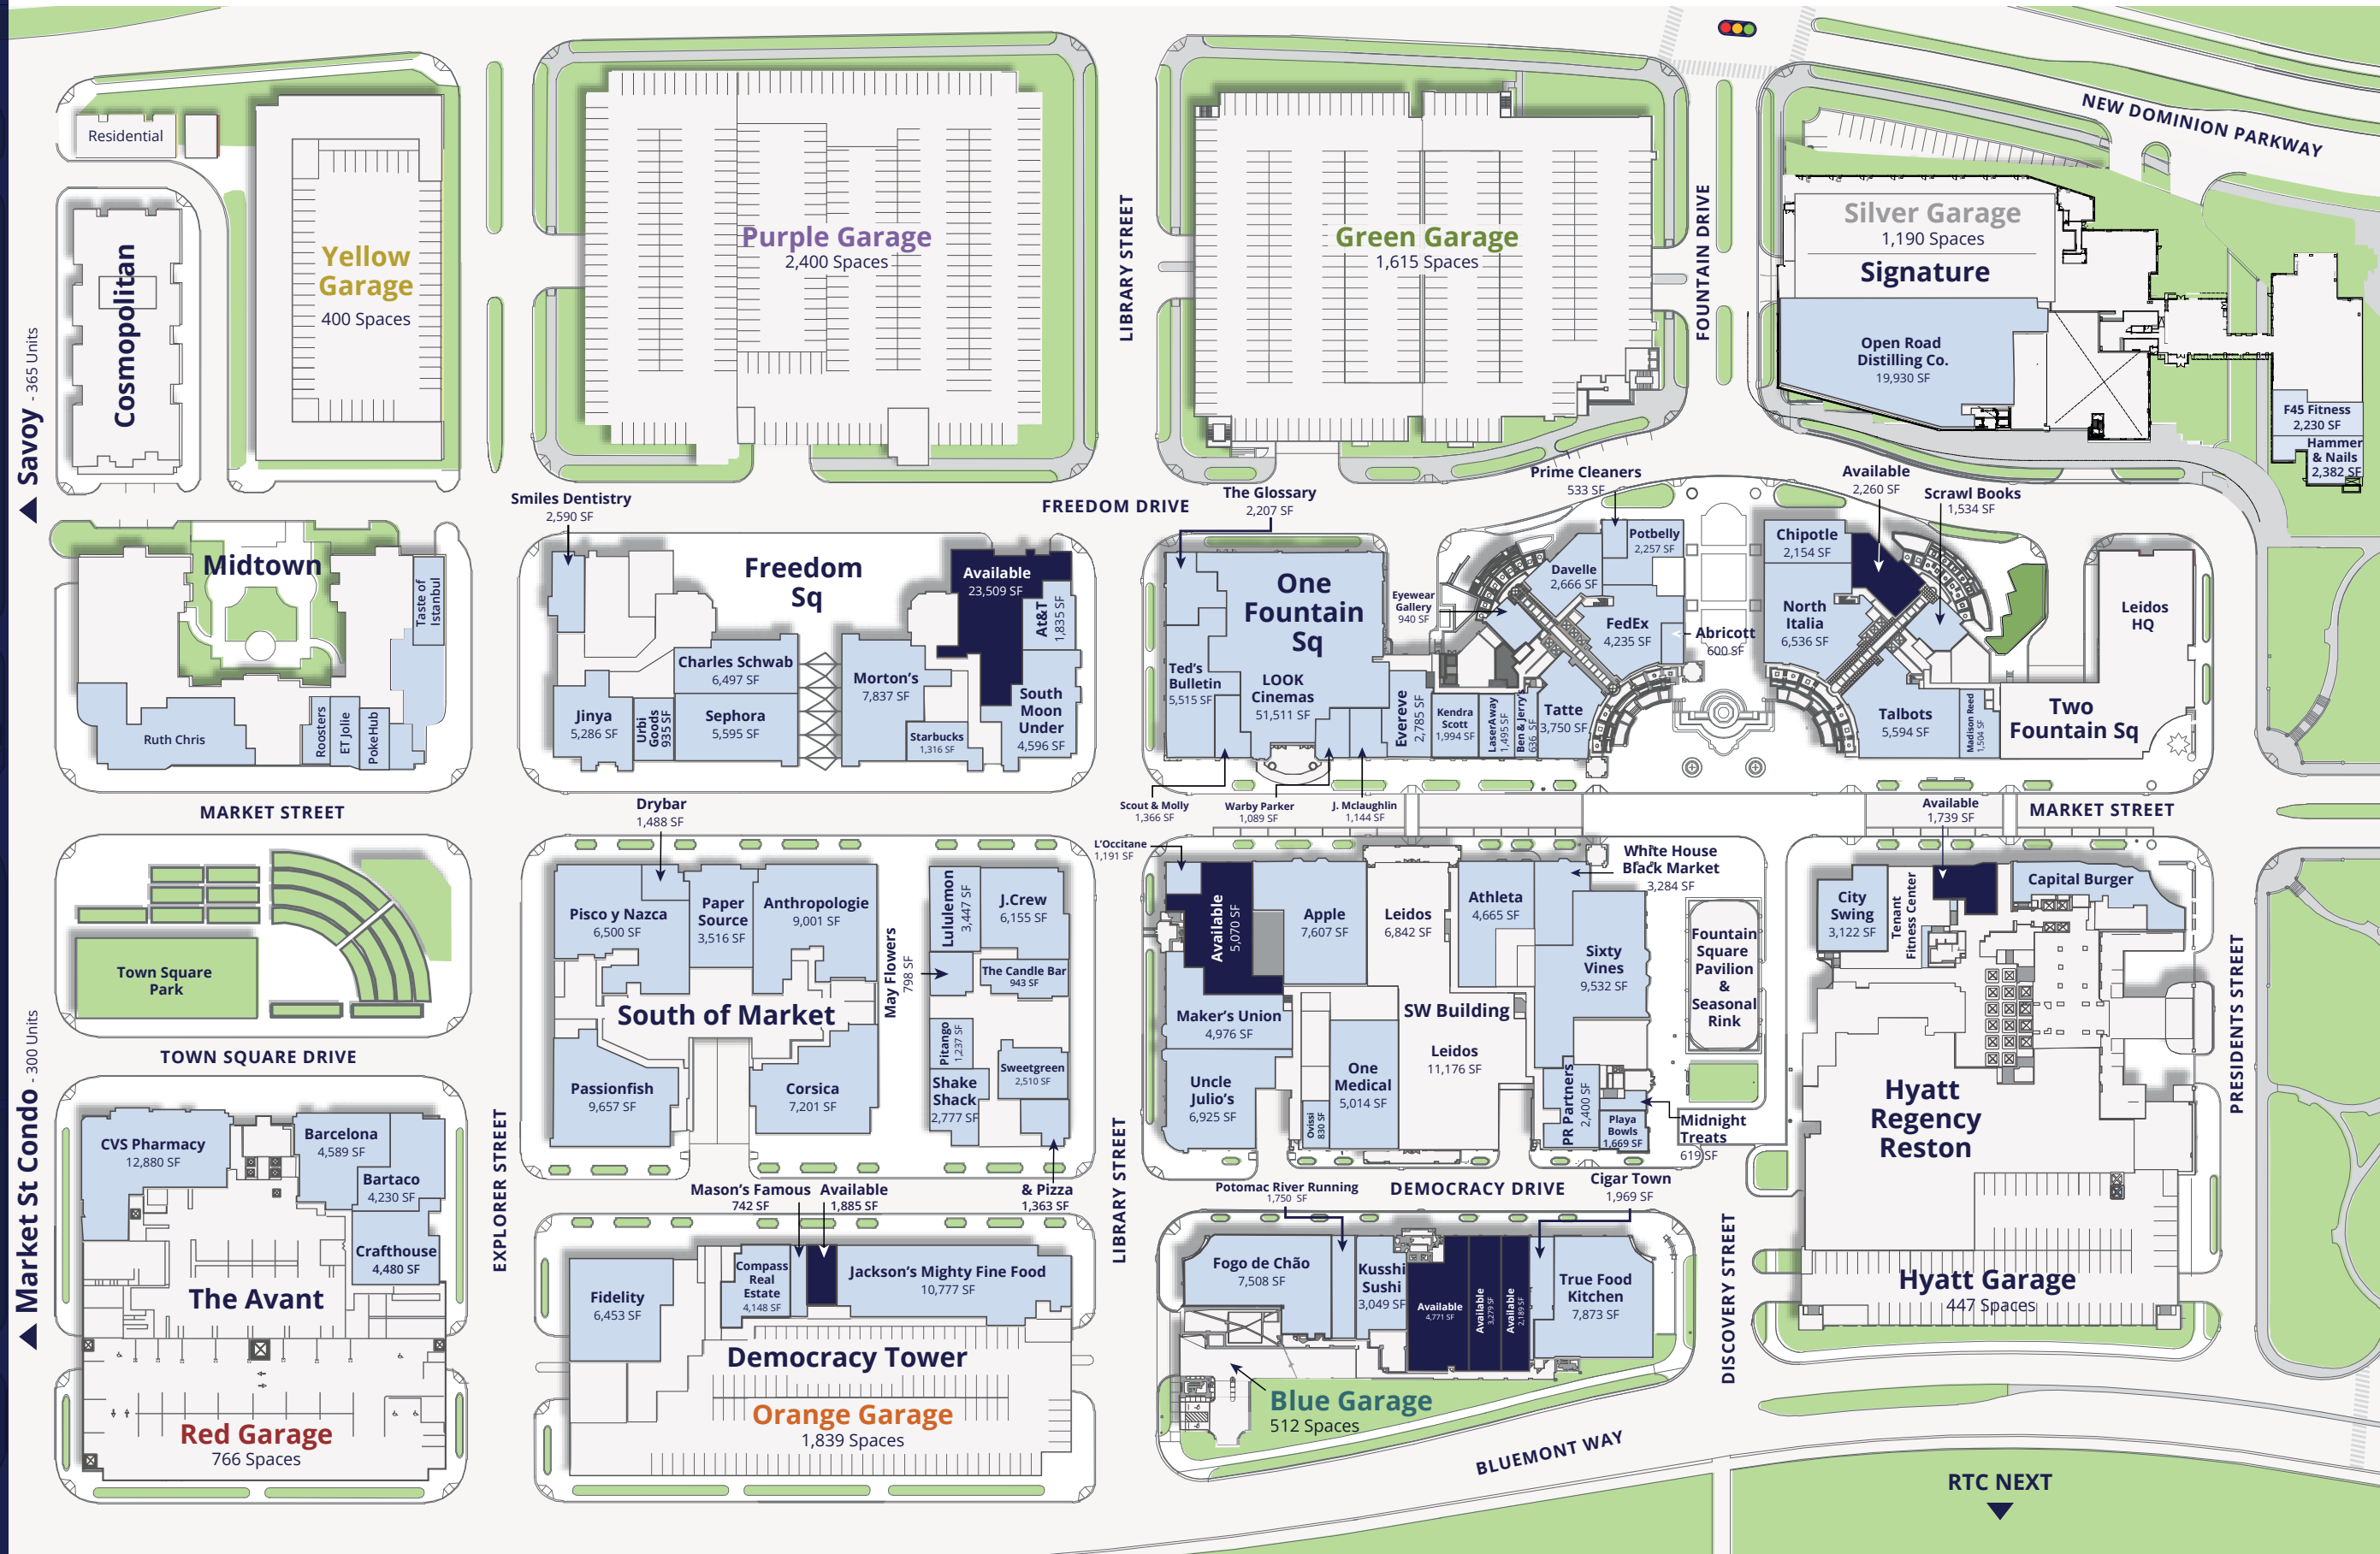 NEW DOMINION PARKWAY
Residential
Cosmopolitan
Savoy - 365 Units
Yellow
Garage
400 Spaces
Purple Garage
2,400 Spaces
LIBRARY STREET
Green Garage
1,615 Spaces
FOUNTAIN DRIVE
Silver Garage
1,190 Spaces
Signature
Open Road
Distilling Co.
19,930 SF
F45 Fitness
2,230 SF
Hammer
& Nails
2,382 SF
FREEDOM DRIVE
Midtown
Taste of
Istanbul
Ruth Chris
Roosters
ET Jolie
PokeHub
MARKET STREET
Smiles Dentistry
2,590 SF
Freedom
Sq
Available
23,509 SF
At&T
1,835 SF
Charles Schwab
6,497 SF
Jinya
5,286 SF
Urbi
Goods
935 SF
Sephora
5,595 SF
Morton's
7,837 SF
Starbucks
1,316 SF
South
Moon
Under
4,596 SF
The Glossary
2,207 SF
One
Fountain
Sq
Ted's
Bulletin
5,515 SF
LOOK
Cinemas
51,511 SF
Scout & Molly
1,366 SF
Warby Parker
1,089 SF
J. Mclaughlin
1,144 SF
Evereve
2,785 SF
Eyewear
Gallery
940 SF
Kendra
Scott
1,994 SF
LaserAway
1,495 SF
Ben & Jerry's
636 SF
Tatte
3,750 SF
Prime Cleaners
533 SF
Potbelly
2,257 SF
Davelle
2,666 SF
FedEx
4,235 SF
Abricott
600 SF
Chipotle
2,154 SF
Available
2,260 SF
Scrawl Books
1,534 SF
North
Italia
6,536 SF
Talbots
5,594 SF
Madison Reed
1,504 SF
Leidos
HQ
Two
Fountain Sq
MARKET STREET
Town Square
Park
TOWN SQUARE DRIVE
Market St Condo - 300 Units
CVS Pharmacy
12,880 SF
Barcelona
4,589 SF
Bartaco
4,230 SF
Crafthouse
4,480 SF
The Avant
Red Garage
766 Spaces
EXPLORER STREET
Drybar
1,488 SF
Pisco y Nazca
6,500 SF
Paper
Source
3,516 SF
Anthropologie
9,001 SF
South of Market
Passionfish
9,657 SF
Corsica
7,201 SF
May Flowers
798 SF
Lululemon
3,447 SF
J.Crew
6,155 SF
The Candle Bar
943 SF
Pitango
1,237 SF
Shake
Shack
2,777 SF
Sweetgreen
2,510 SF
& Pizza
1,363 SF
Mason's Famous
742 SF
Available
1,885 SF
Fidelity
6,453 SF
Compass
Real
Estate
4,148 SF
Jackson's Mighty Fine Food
10,777 SF
Democracy Tower
Orange Garage
1,839 Spaces
LIBRARY STREET
L'Occitane
1,191 SF
Available
5,070 SF
Apple
7,607 SF
Leidos
6,842 SF
Athleta
4,665 SF
White House
Black Market
3,284 SF
Sixty
Vines
9,532 SF
Maker's Union
4,976 SF
SW Building
Leidos
11,176 SF
Uncle
Julio's
6,925 SF
Ovissi
830 SF
One
Medical
5,014 SF
PR Partners
2,400 SF
Playa
Bowls
1,669 SF
Midnight
Treats
619 SF
Fountain
Square
Pavilion
&
Seasonal
Rink
DEMOCRACY DRIVE
Potomac River Running
1,750 SF
Cigar Town
1,969 SF
Fogo de Chão
7,508 SF
Kusshi
Sushi
3,049 SF
Available
4,771 SF
Available
3,279 SF
Available
2,189 SF
True Food
Kitchen
7,873 SF
Blue Garage
512 Spaces
BLUEMONT WAY
DISCOVERY STREET
Available
1,739 SF
City
Swing
3,122 SF
Tenant
Fitness Center
Capital Burger
Hyatt
Regency
Reston
Hyatt Garage
447 Spaces
PRESIDENTS STREET
RTC NEXT